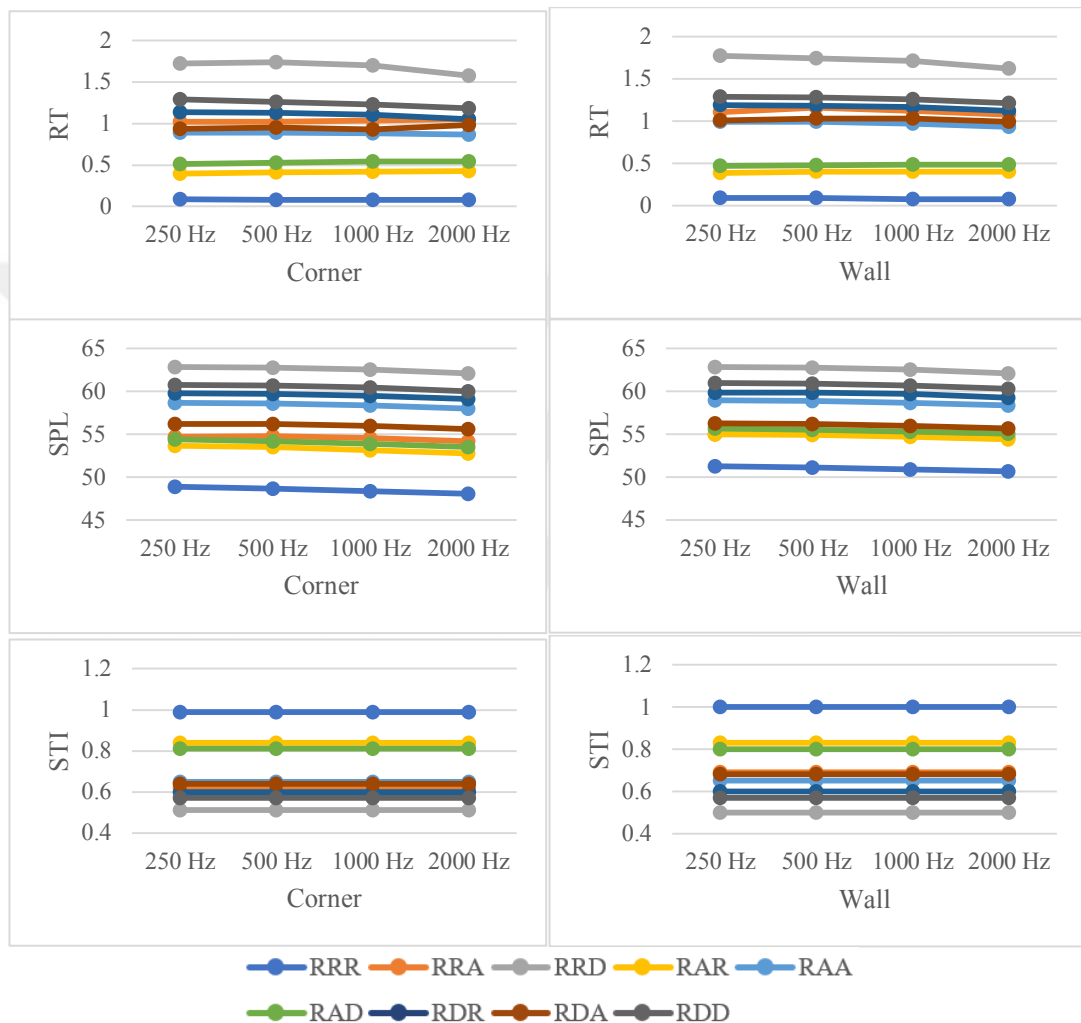 2
1.5
1
0.5
0
RT
250 Hz 500 Hz 1000 Hz 2000 Hz
Corner
2
1.5
1
0.5
0
RT
250 Hz 500 Hz 1000 Hz 2000 Hz
Wall
65
60
55
50
45
SPL
250 Hz 500 Hz 1000 Hz 2000 Hz
Corner
65
60
55
50
45
SPL
250 Hz 500 Hz 1000 Hz 2000 Hz
Wall
1.2
1
0.8
0.6
0.4
STI
250 Hz 500 Hz 1000 Hz 2000 Hz
Corner
1.2
1
0.8
0.6
0.4
STI
250 Hz 500 Hz 1000 Hz 2000 Hz
Wall
RRR RRA RRD RAR RAA
RAD RDR RDA RDD